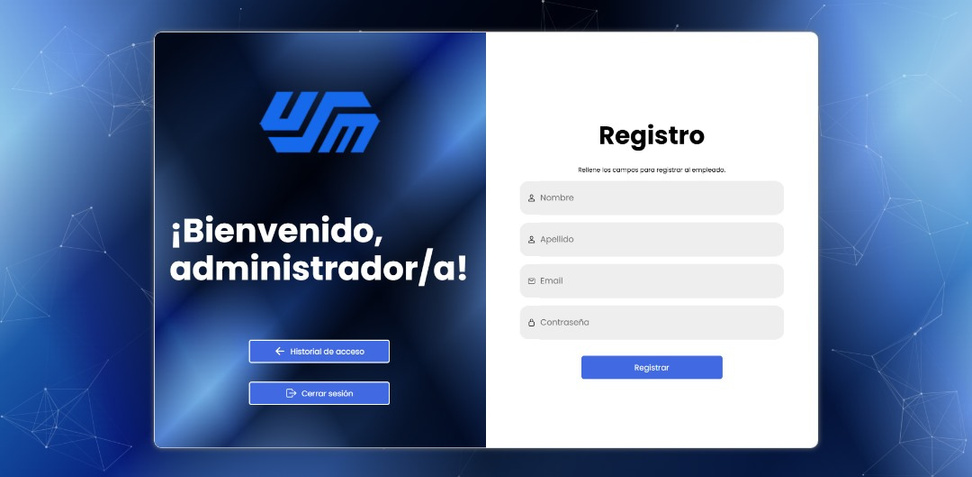 USM
¡Bienvenido,
administrador/a!
Historial de acceso
Cerrar sesión
Registro
Rellene los campos para registrar al empleado.
Nombre
Apellido
Email
Contraseña
Registrar